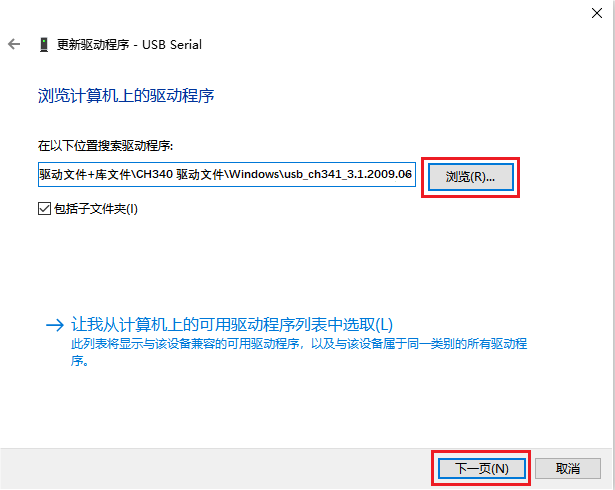 更新驱动程序 - USB Serial
浏览计算机上的驱动程序
在以下位置搜索驱动程序:
驱动文件+库文件\CH340 驱动文件\Windows\usb_ch341_3.1.2009.06
浏览(R)...
包括子文件夹(I)
让我从计算机上的可用驱动程序列表中选取(L)
此列表将显示与该设备兼容的可用驱动程序，以及与该设备属于同一类别的所有驱动程
序。
下一页(N)
取消